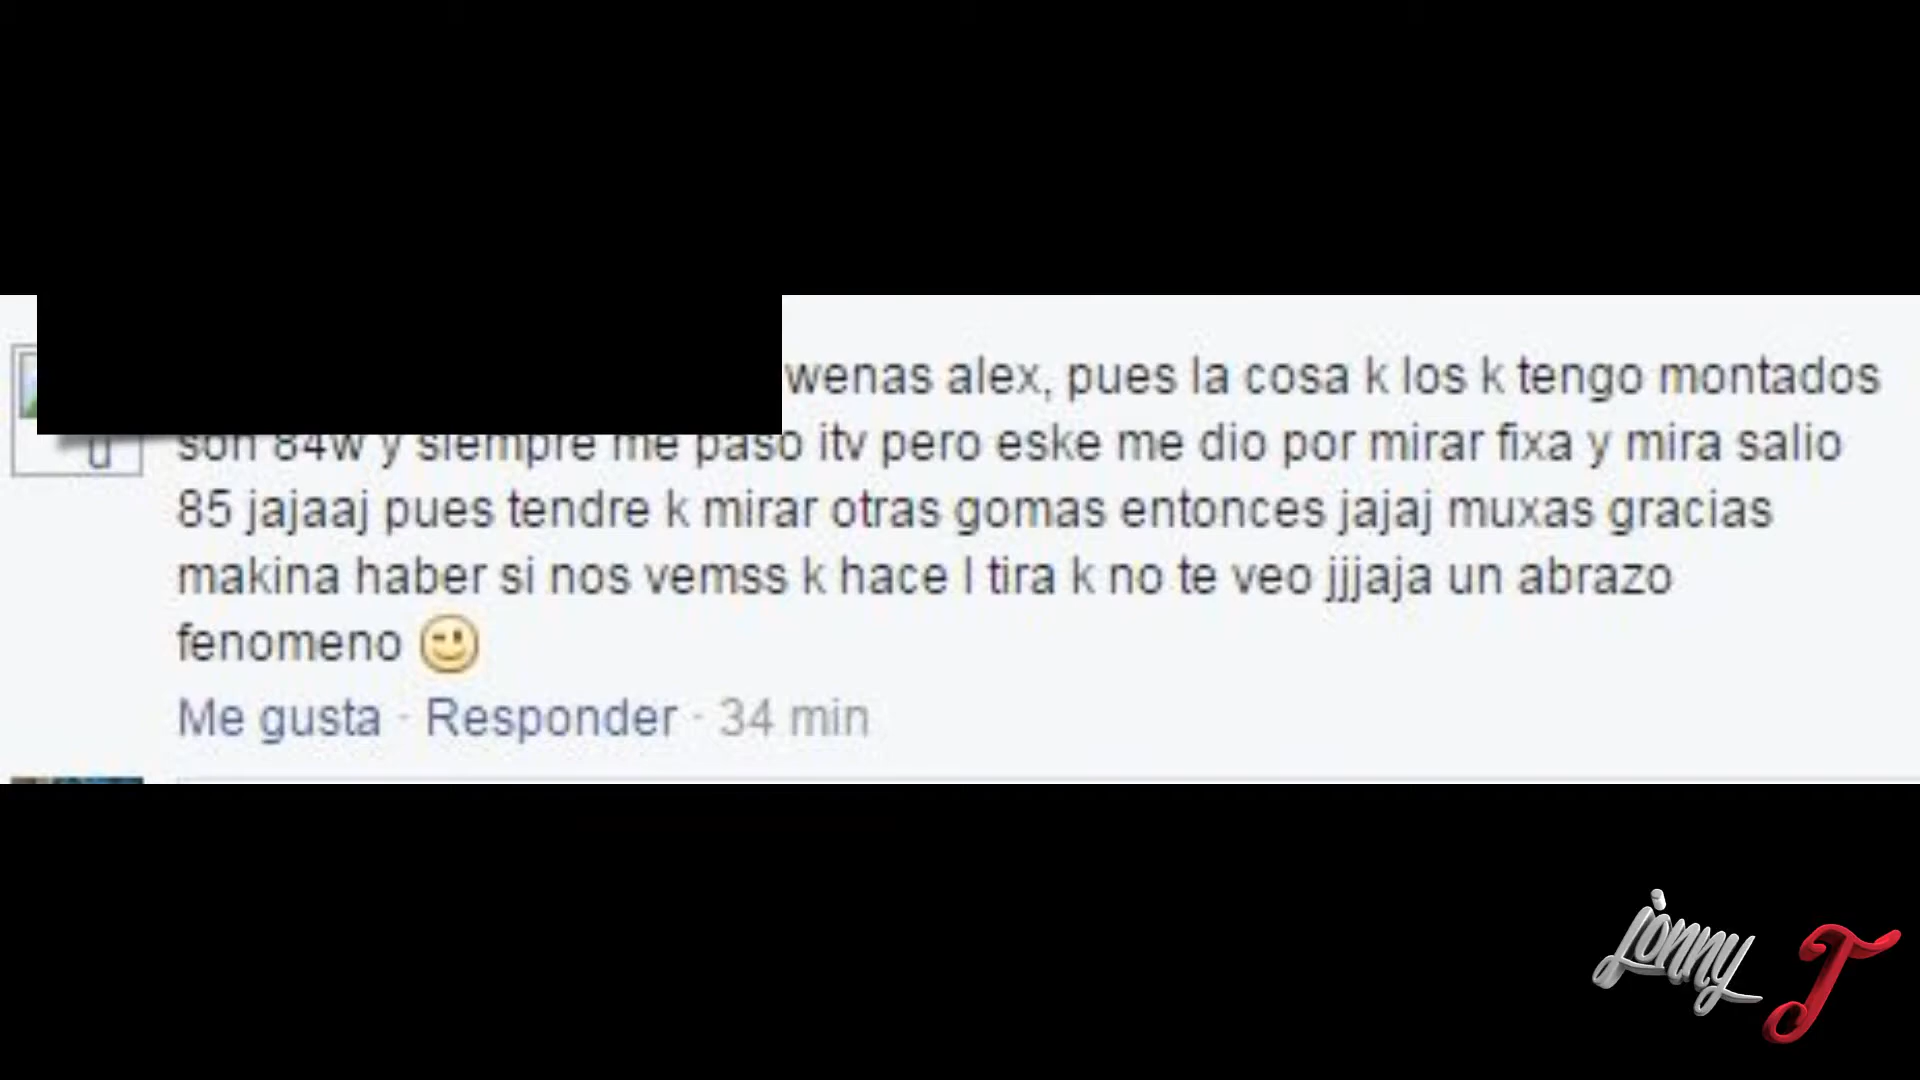 wenas alex, pues la cosa k los k tengo montados
son 84w y siempre me paso itv pero eske me dio por mirar fixa y mira salio
85 jajaaj pues tendre k mirar otras gomas entonces jajaj muxas gracias
makina haber si nos vemss k hace l tira k no te veo jjjaja un abrazo
fenomeno
Me gusta · Responder · 34 min
jonny T